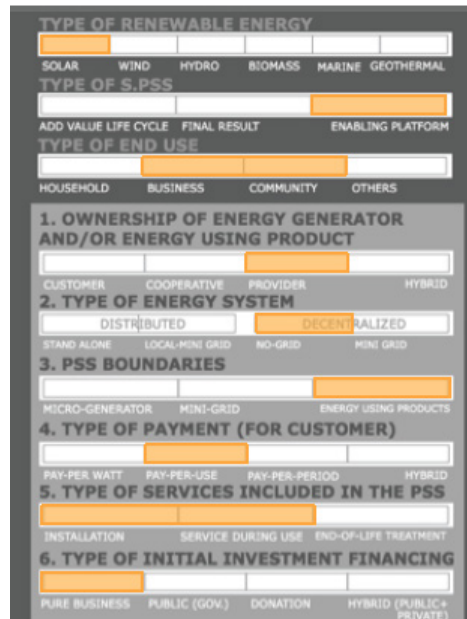 TYPE OF RENEWABLE ENERGY
SOLAR WIND HYDRO BIOMASS MARINE GEOTHERMAL
TYPE OF S.PSS
ADD VALUE LIFE CYCLE FINAL RESULT ENABLING PLATFORM
TYPE OF END USE
HOUSEHOLD BUSINESS COMMUNITY OTHERS
1. OWNERSHIP OF ENERGY GENERATOR
AND/OR ENERGY USING PRODUCT
CUSTOMER COOPERATIVE PROVIDER HYBRID
2. TYPE OF ENERGY SYSTEM
DISTRIBUTED DECENTRALIZED
STAND ALONE LOCAL-MINI GRID NO-GRID MINI GRID
3. PSS BOUNDARIES
MICRO-GENERATOR MINI-GRID ENERGY USING PRODUCTS
4. TYPE OF PAYMENT (FOR CUSTOMER)
PAY-PER WATT PAY-PER-USE PAY-PER-PERIOD HYBRID
5. TYPE OF SERVICES INCLUDED IN THE PSS
INSTALLATION SERVICE DURING USE END-OF-LIFE TREATMENT
6. TYPE OF INITIAL INVESTMENT FINANCING
PURE BUSINESS PUBLIC (GOV.) DONATION HYBRID (PUBLIC+
PRIVATE)